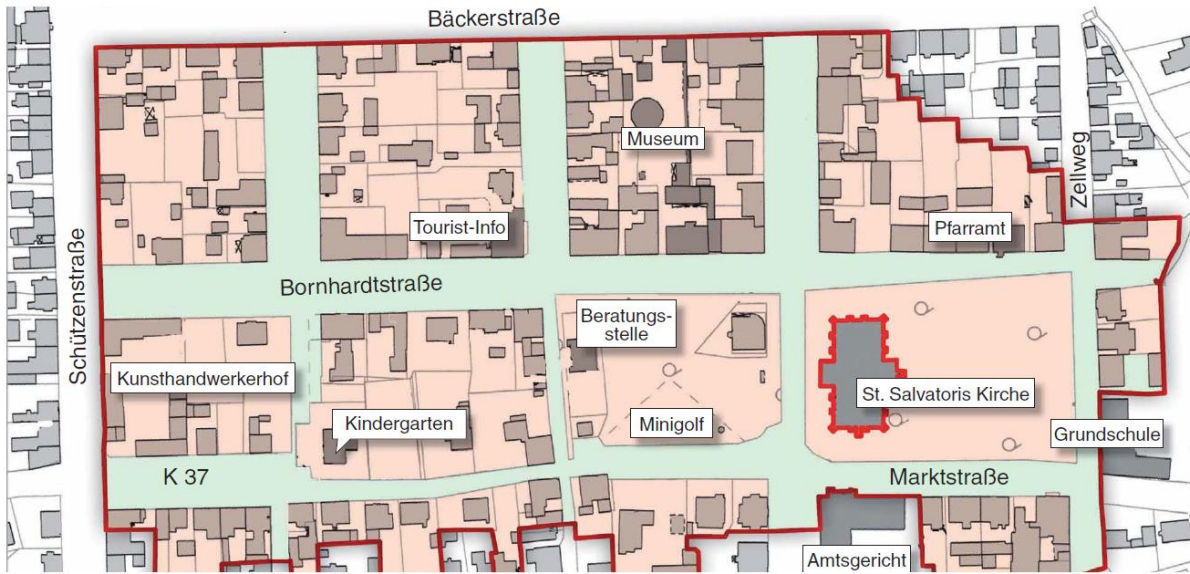 Bäckerstraße
Museum
Zellweg
Tourist-Info
Pfarramt
Schützenstraße
Bornhardtstraße
Beratungs-
stelle
Kunsthandwerkerhof
St. Salvatoris Kirche
Kindergarten
Minigolf
Grundschule
K 37
Marktstraße
Amtsgericht